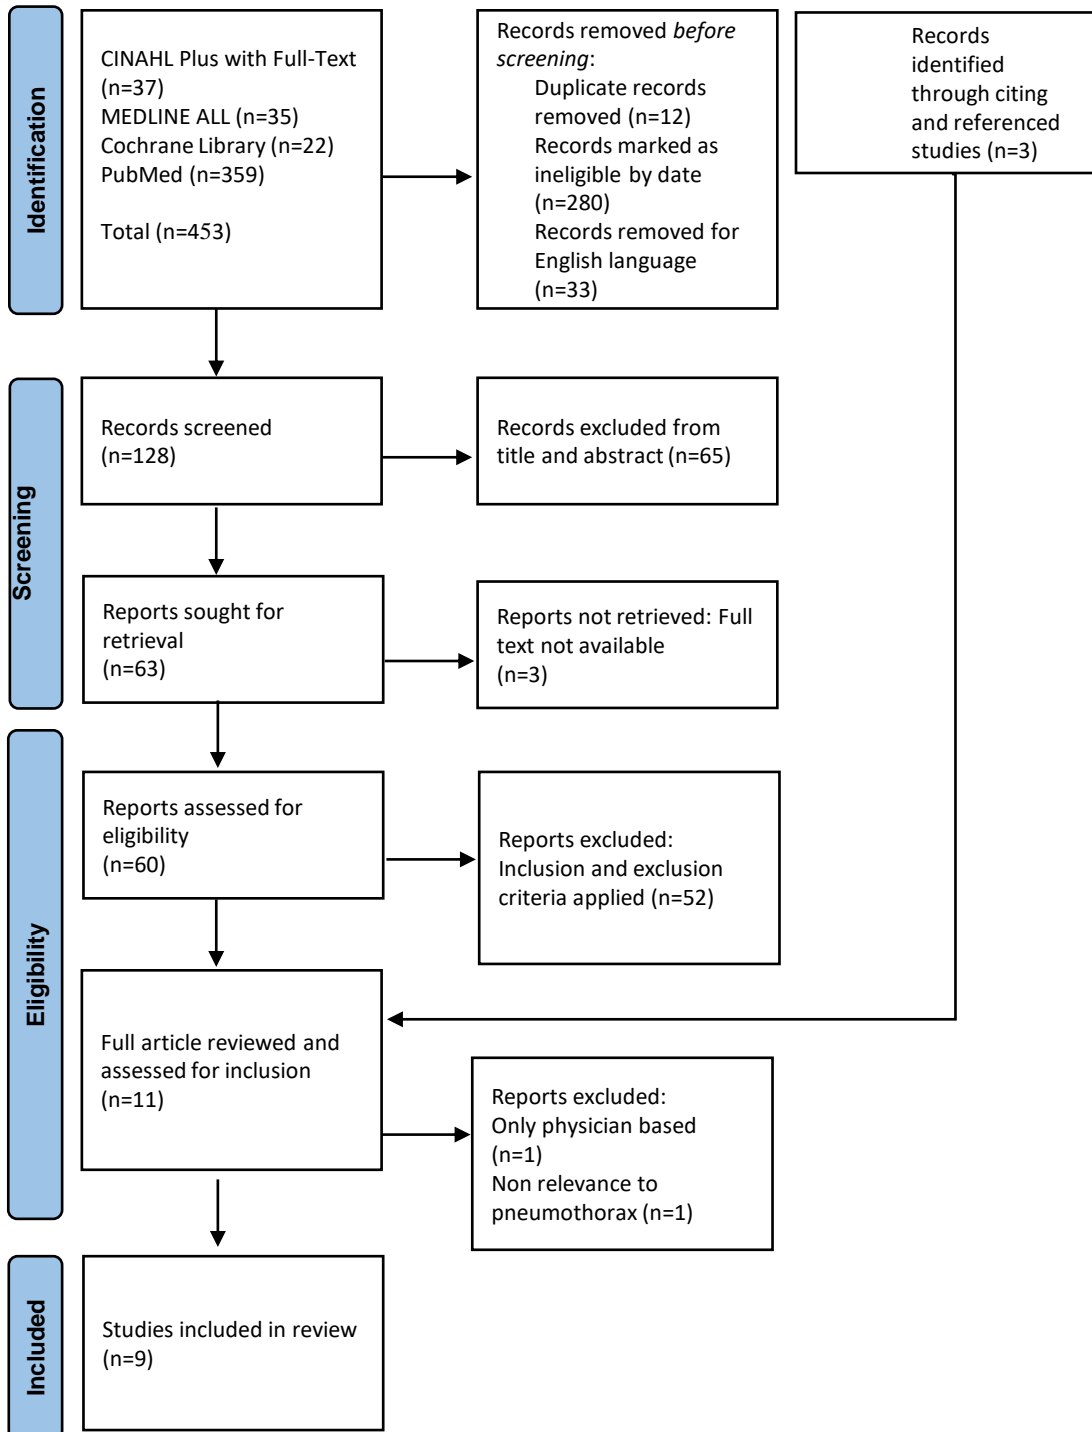 Identification
CINAHL Plus with Full-Text
(n=37)
MEDLINE ALL (n=35)
Cochrane Library (n=22)
PubMed (n=359)
Total (n=453)
Records removed before
screening:
Duplicate records
removed (n=12)
Records marked as
ineligible by date
(n=280)
Records removed for
English language
(n=33)
Records
identified
through citing
and referenced
studies (n=3)
Screening
Records screened
(n=128)
Records excluded from
title and abstract (n=65)
Reports sought for
retrieval
(n=63)
Reports not retrieved: Full
text not available
(n=3)
Eligibility
Reports assessed for
eligibility
(n=60)
Reports excluded:
Inclusion and exclusion
criteria applied (n=52)
Full article reviewed and
assessed for inclusion
(n=11)
Reports excluded:
Only physician based
(n=1)
Non relevance to
pneumothorax (n=1)
Included
Studies included in review
(n=9)